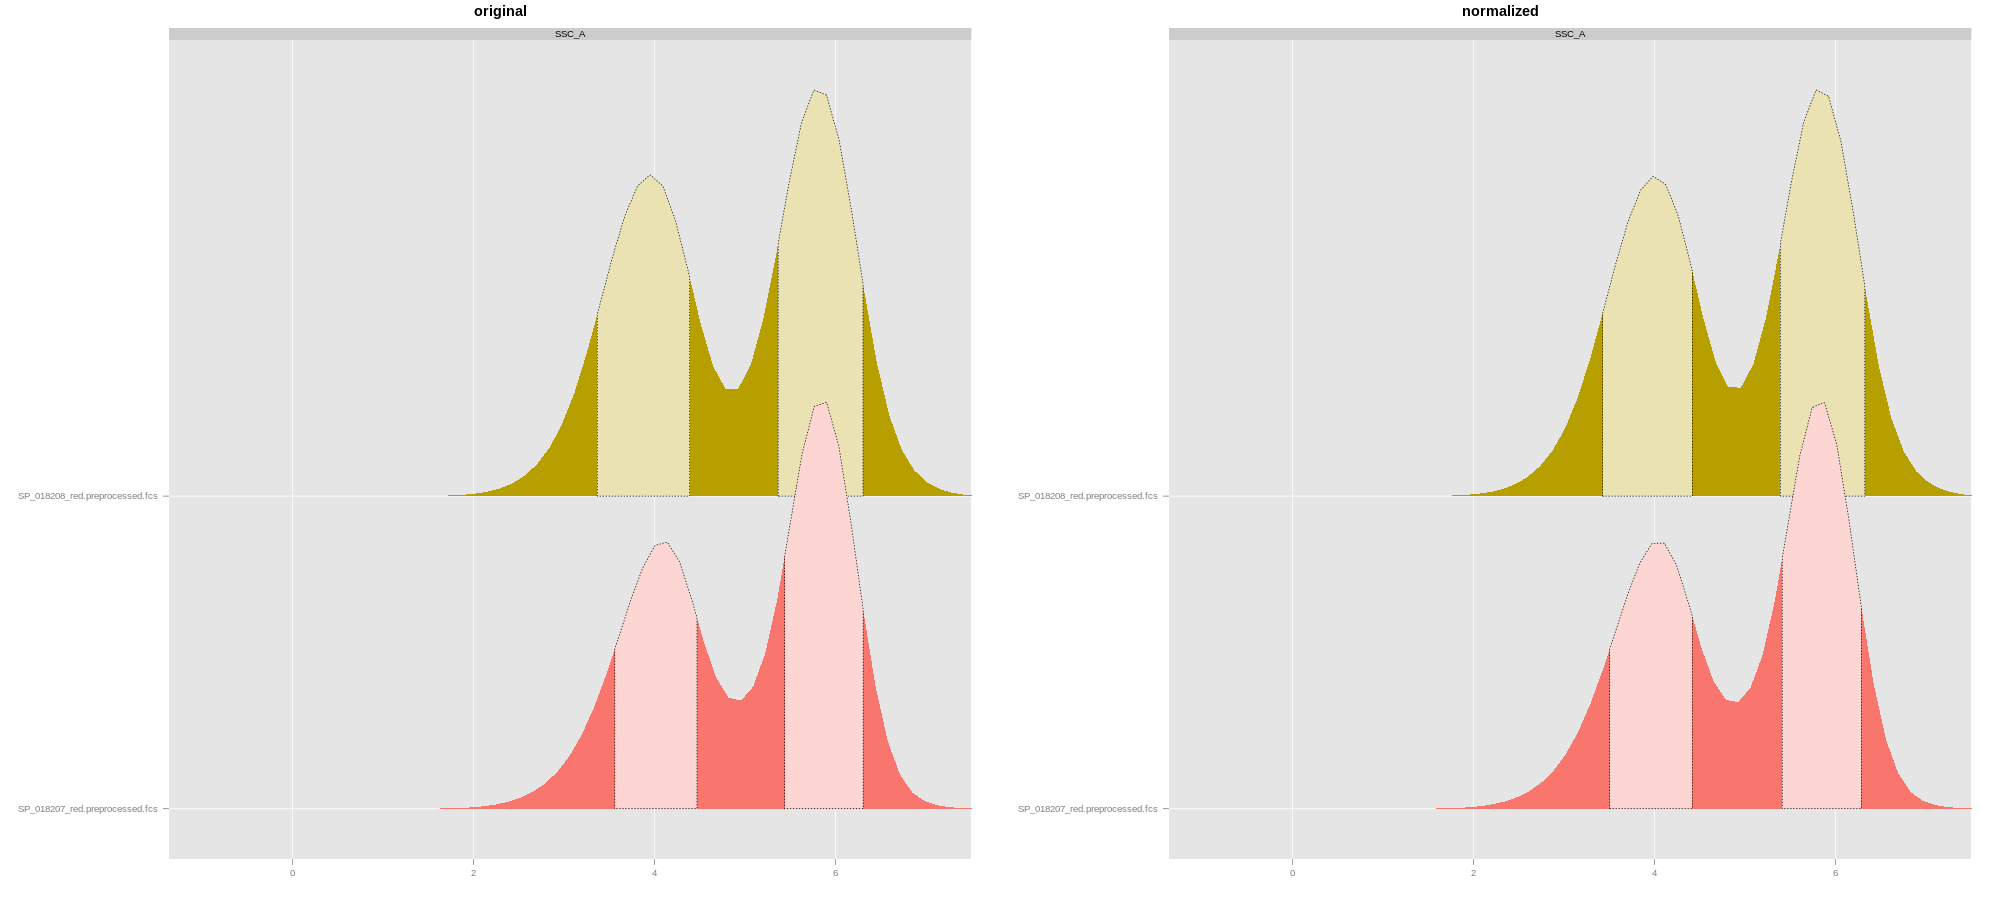 original
SSC_A
SP_018208_red.preprocessed.fcs
SP_018207_red.preprocessed.fcs
0 2 4 6
normalized
SSC_A
SP_018208_red.preprocessed.fcs
SP_018207_red.preprocessed.fcs
0 2 4 6